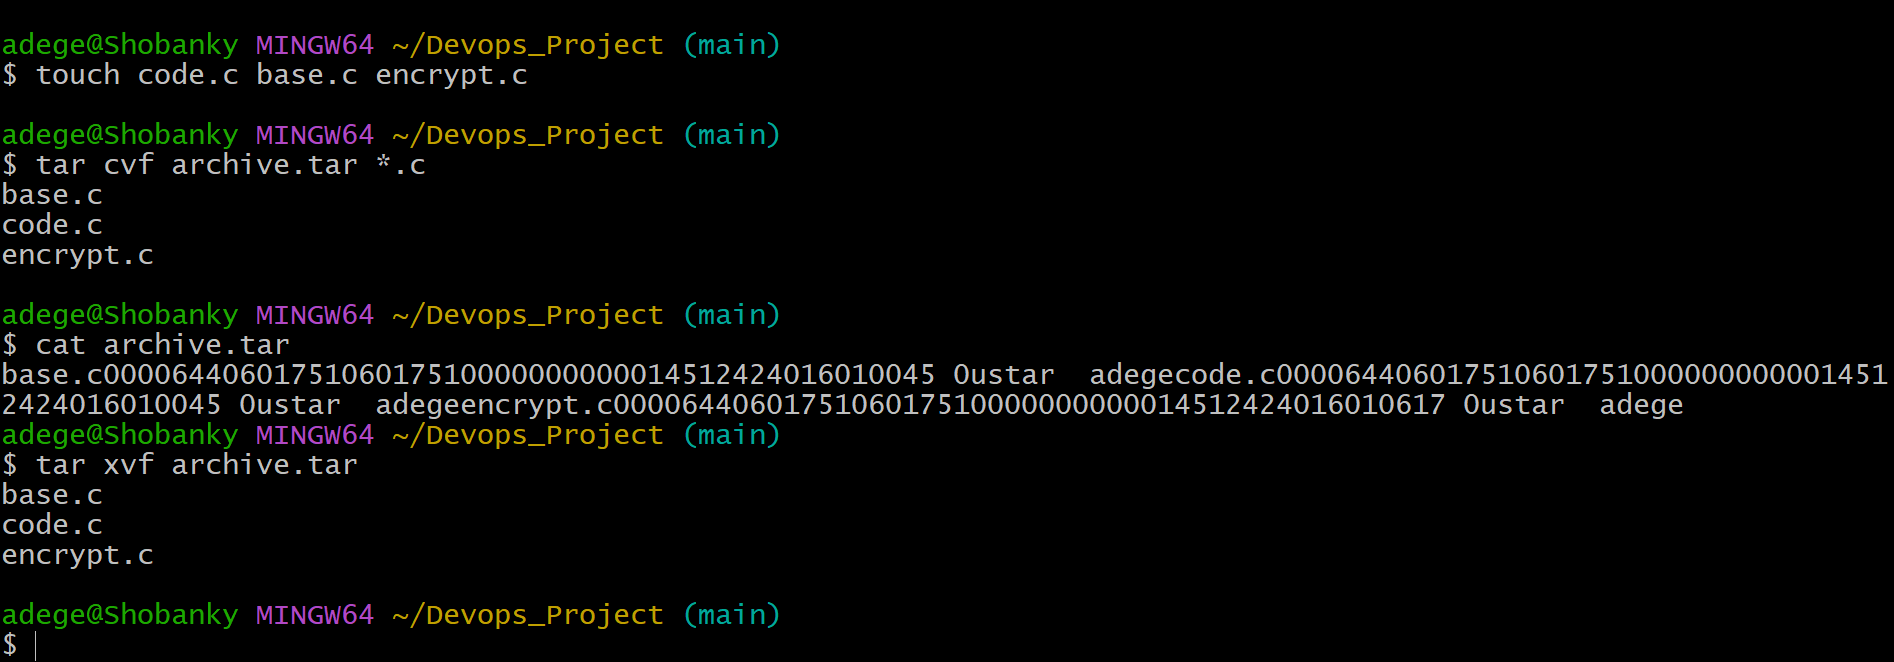 adege@Shobanky MINGW64 ~/Devops_Project (main)
$ touch code.c base.c encrypt.c
adege@Shobanky MINGW64 ~/Devops_Project (main)
$ tar cvf archive.tar *.c
base.c
code.c
encrypt.c
adege@Shobanky MINGW64 ~/Devops_Project (main)
$ cat archive.tar
base.c0000644060175106017510000000000014512424016010045 0ustar  adegecode.c000064406017510601751000000000001451
2424016010045 0ustar  adegeencrypt.c0000644060175106017510000000000014512424016010617 0ustar  adege
adege@Shobanky MINGW64 ~/Devops_Project (main)
$ tar xvf archive.tar
base.c
code.c
encrypt.c
adege@Shobanky MINGW64 ~/Devops_Project (main)
$